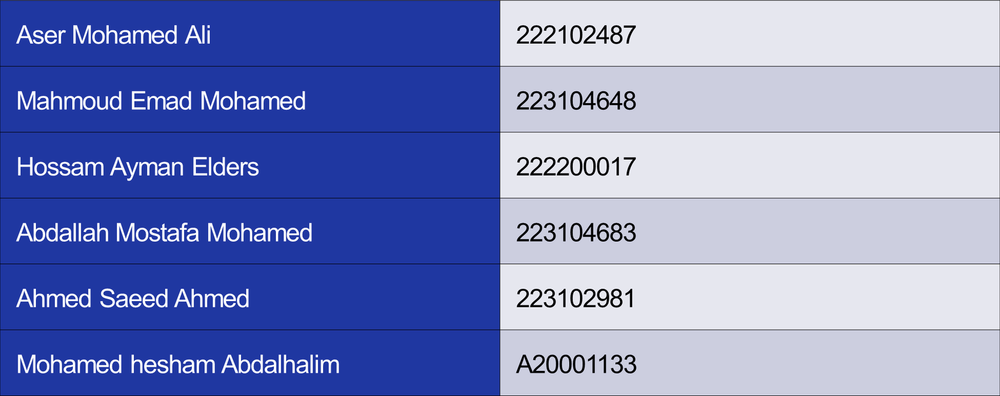 Aser Mohamed Ali 222102487
Mahmoud Emad Mohamed 223104648
Hossam Ayman Elders 222200017
Abdallah Mostafa Mohamed 223104683
Ahmed Saeed Ahmed 223102981
Mohamed hesham Abdalhalim A20001133